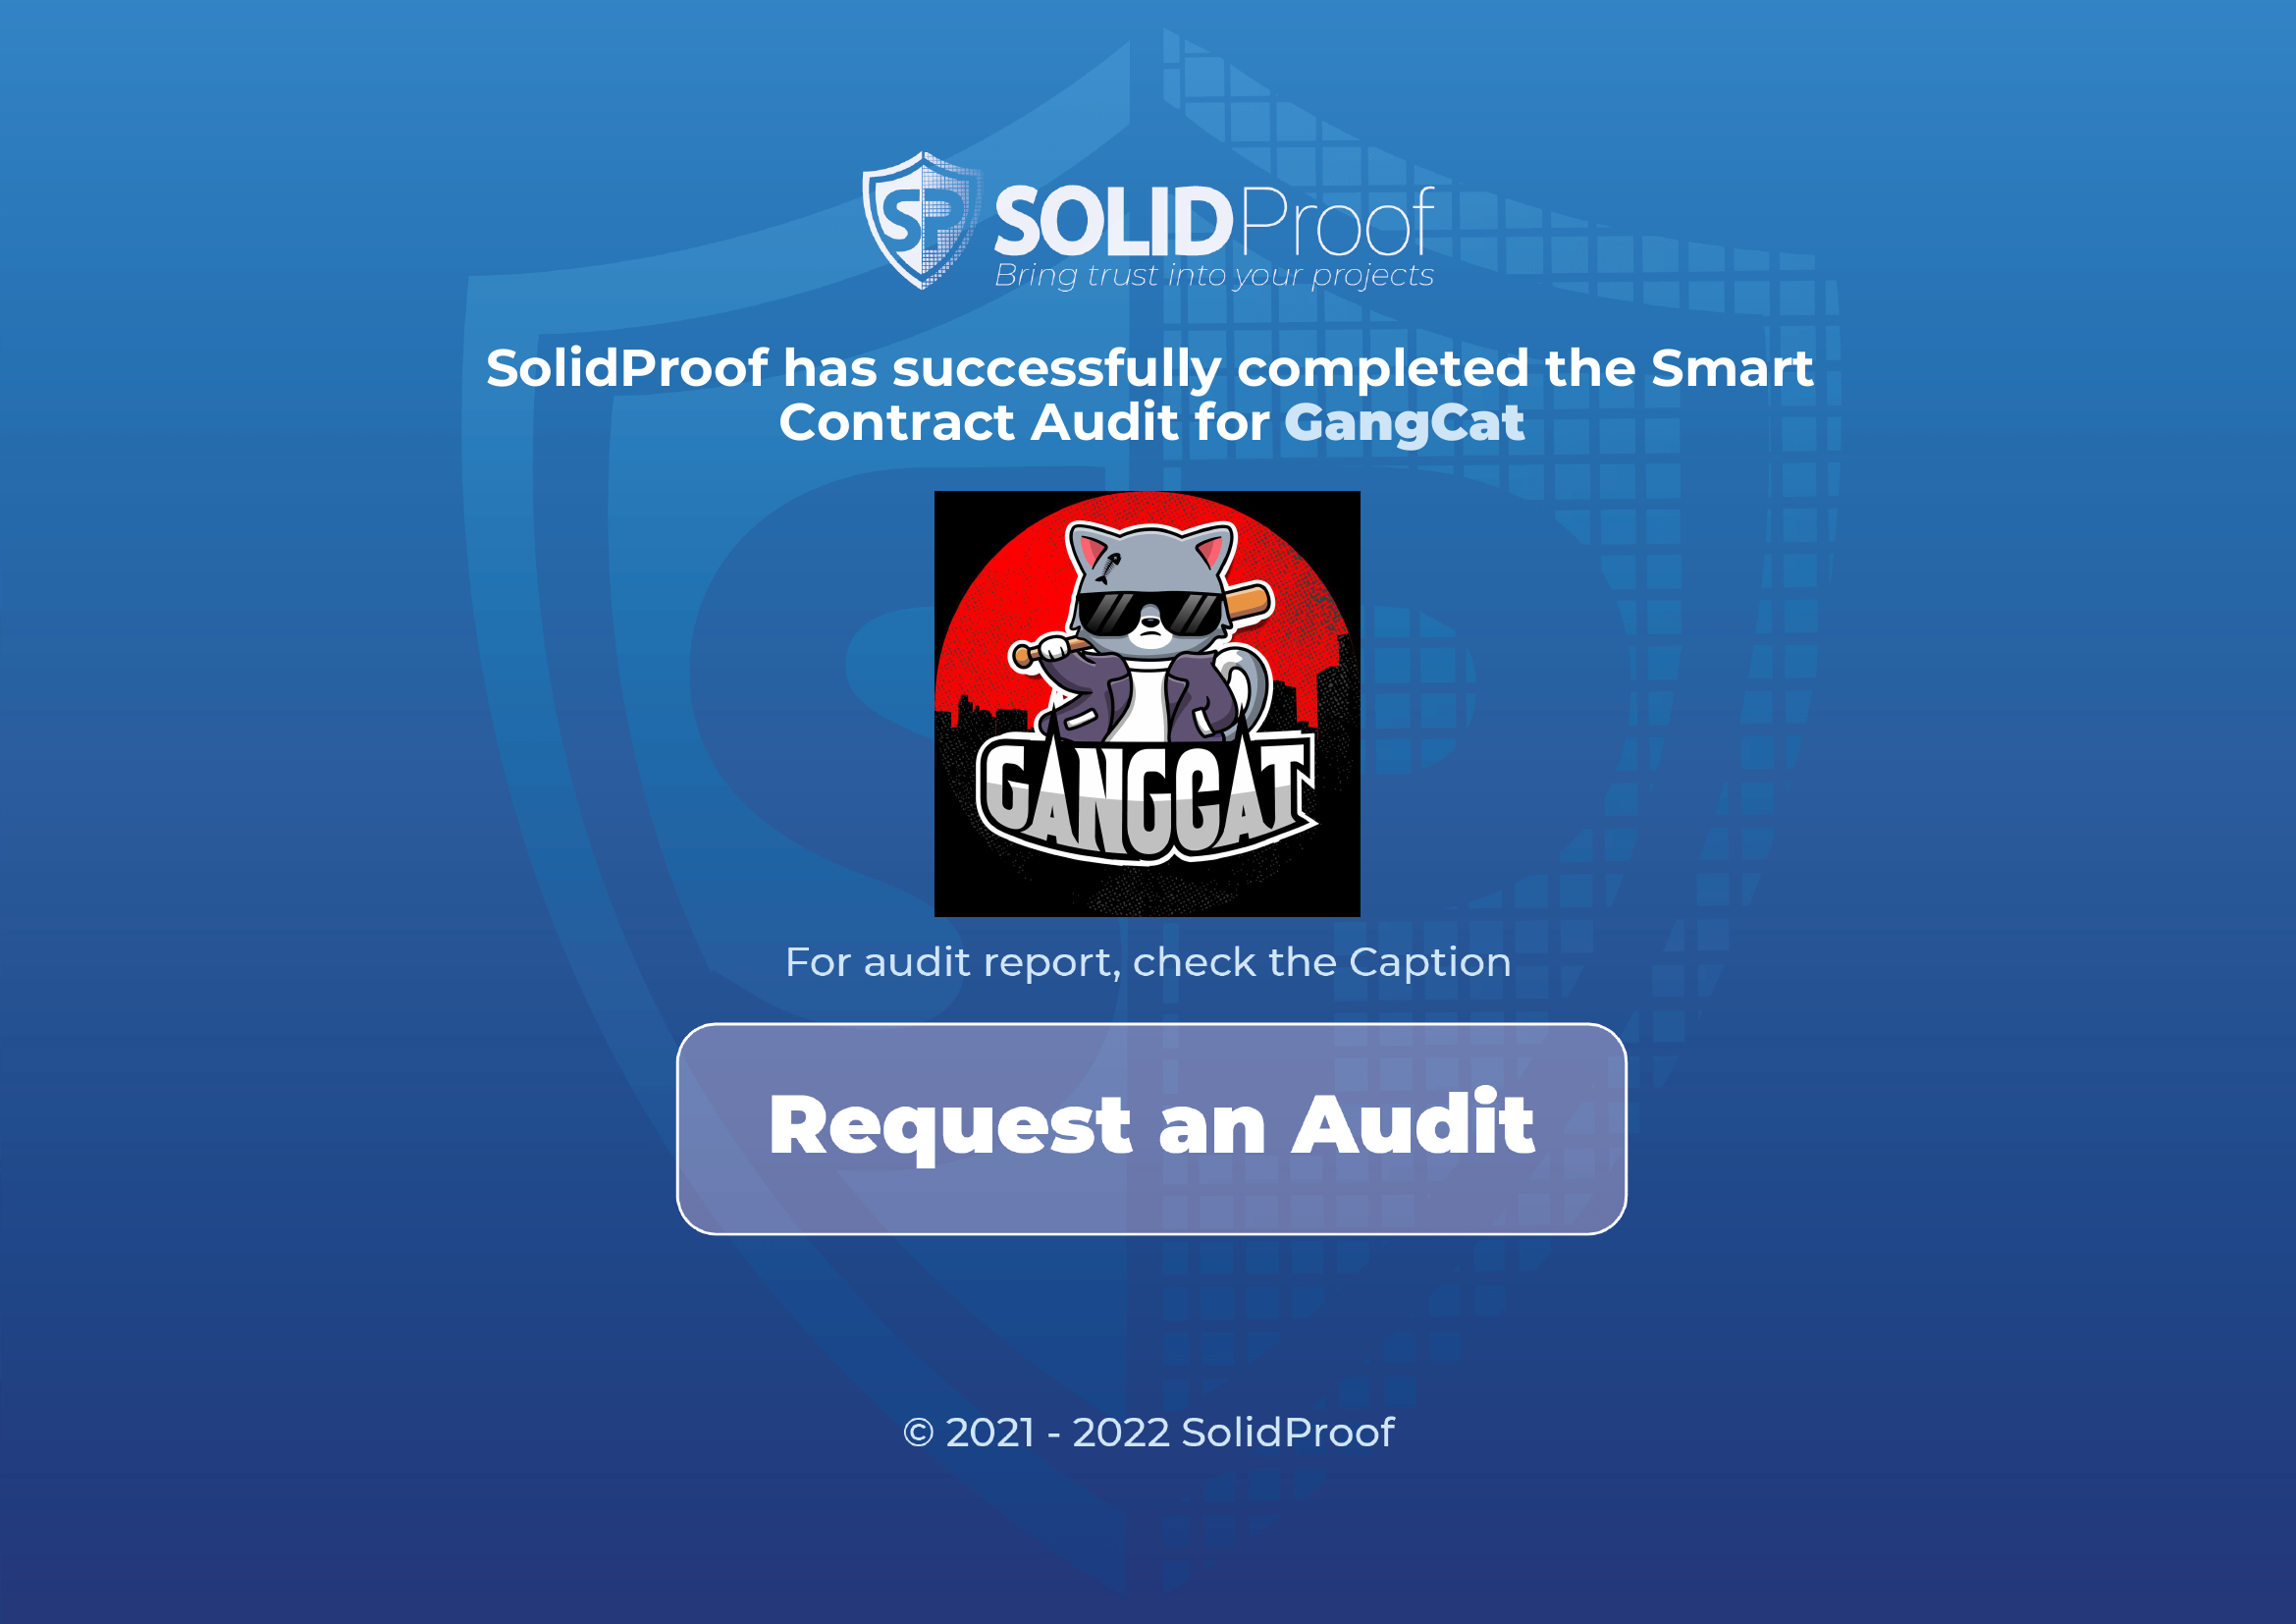 SP SOLIDProof
Bring trust into your projects
SolidProof has successfully completed the Smart
Contract Audit for GangCat
GANGCAT
For audit report, check the Caption
Request an Audit
© 2021 - 2022 SolidProof